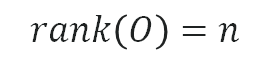 rank(O) = n